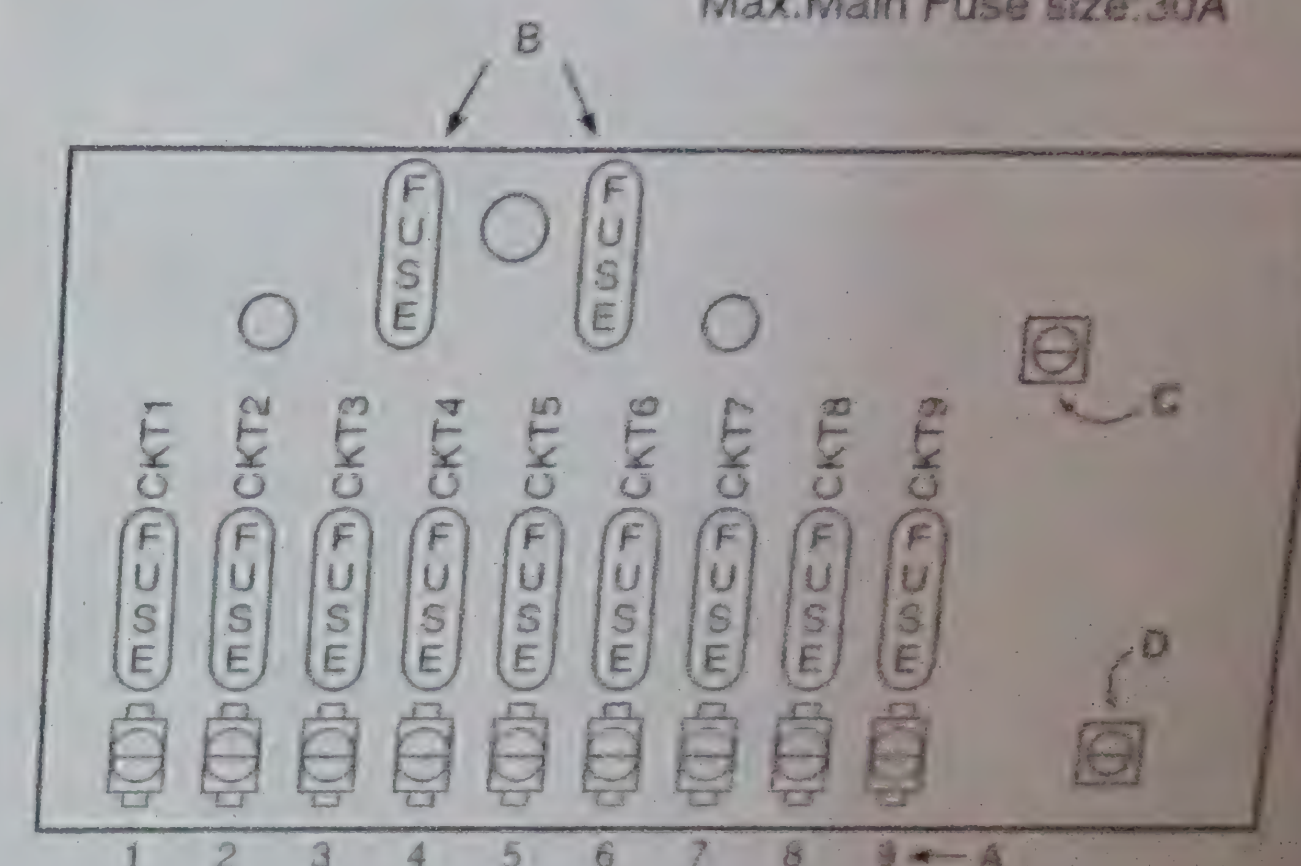 Max.Main Fuse size:30A
B
FUSE FUSE
C
CKT1 CKT2 CKT3 CKT4 CKT5 CKT6 CKT7 CKT8 CKT9
FUSE FUSE FUSE FUSE FUSE FUSE FUSE FUSE FUSE
D
1 2 3 4 5 6 7 8 9 A